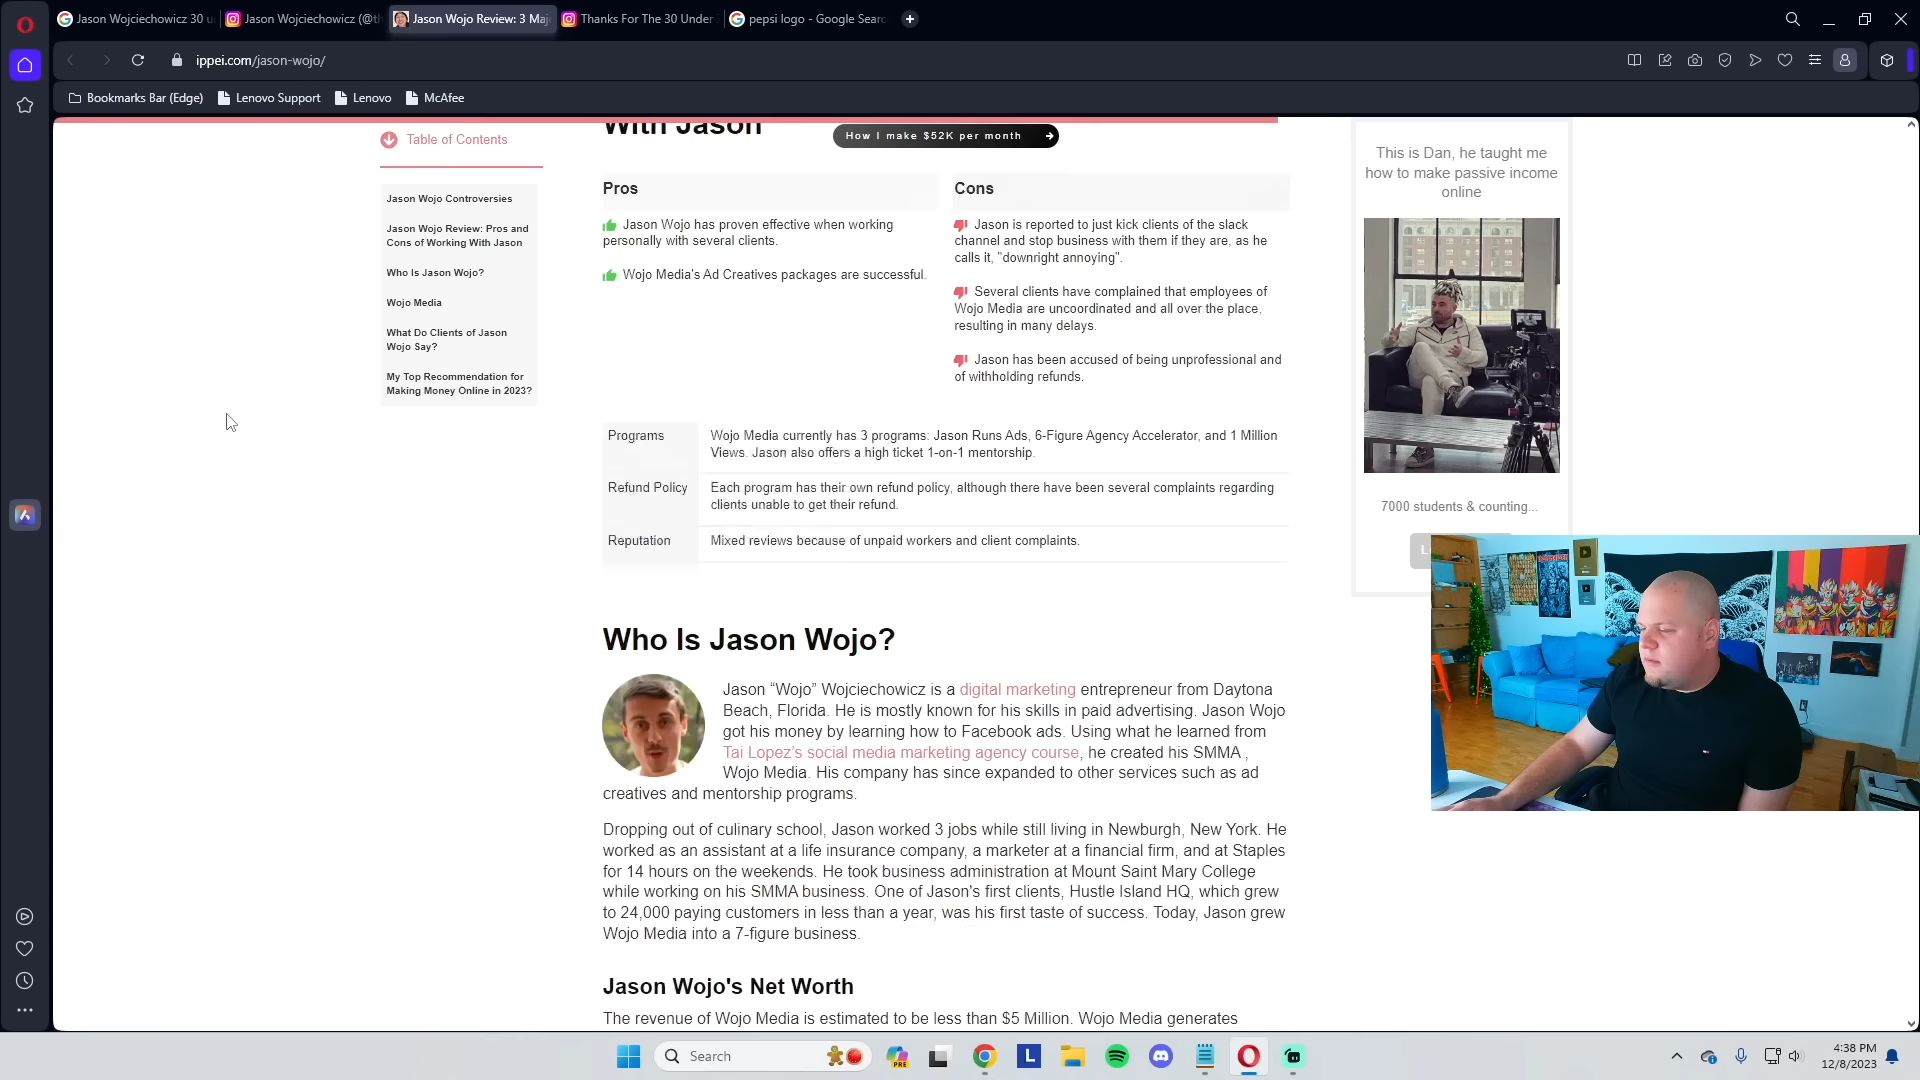 Jason Wojciechowicz 30 u
Jason Wojciechowicz (@th
Jason Wojo Review: 3 Maj
Thanks For The 30 Under
pepsi logo - Google Searc
ippei.com/jason-wojo/
Bookmarks Bar (Edge)
Lenovo Support
Lenovo
McAfee
Table of Contents
Jason Wojo Controversies
Jason Wojo Review: Pros and
Cons of Working With Jason
Who Is Jason Wojo?
Wojo Media
What Do Clients of Jason
Wojo Say?
My Top Recommendation for
Making Money Online in 2023?
With Jason
How I make $52K per month
Pros
Jason Wojo has proven effective when working
personally with several clients.
Wojo Media's Ad Creatives packages are successful.
Cons
Jason is reported to just kick clients of the slack
channel and stop business with them if they are, as he
calls it, "downright annoying".
Several clients have complained that employees of
Wojo Media are uncoordinated and all over the place,
resulting in many delays.
Jason has been accused of being unprofessional and
of withholding refunds.
Programs
Wojo Media currently has 3 programs: Jason Runs Ads, 6-Figure Agency Accelerator, and 1 Million
Views. Jason also offers a high ticket 1-on-1 mentorship.
Refund Policy
Each program has their own refund policy, although there have been several complaints regarding
clients unable to get their refund.
Reputation
Mixed reviews because of unpaid workers and client complaints.
Who Is Jason Wojo?
Jason “Wojo” Wojciechowicz is a digital marketing entrepreneur from Daytona
Beach, Florida. He is mostly known for his skills in paid advertising. Jason Wojo
got his money by learning how to Facebook ads. Using what he learned from
Tai Lopez’s social media marketing agency course, he created his SMMA ,
Wojo Media. His company has since expanded to other services such as ad
creatives and mentorship programs.
Dropping out of culinary school, Jason worked 3 jobs while still living in Newburgh, New York. He
worked as an assistant at a life insurance company, a marketer at a financial firm, and at Staples
for 14 hours on the weekends. He took business administration at Mount Saint Mary College
while working on his SMMA business. One of Jason's first clients, Hustle Island HQ, which grew
to 24,000 paying customers in less than a year, was his first taste of success. Today, Jason grew
Wojo Media into a 7-figure business.
Jason Wojo's Net Worth
The revenue of Wojo Media is estimated to be less than $5 Million. Wojo Media generates
This is Dan, he taught me
how to make passive income
online
7000 students & counting...
Search
PRE
L
4:38 PM
12/8/2023